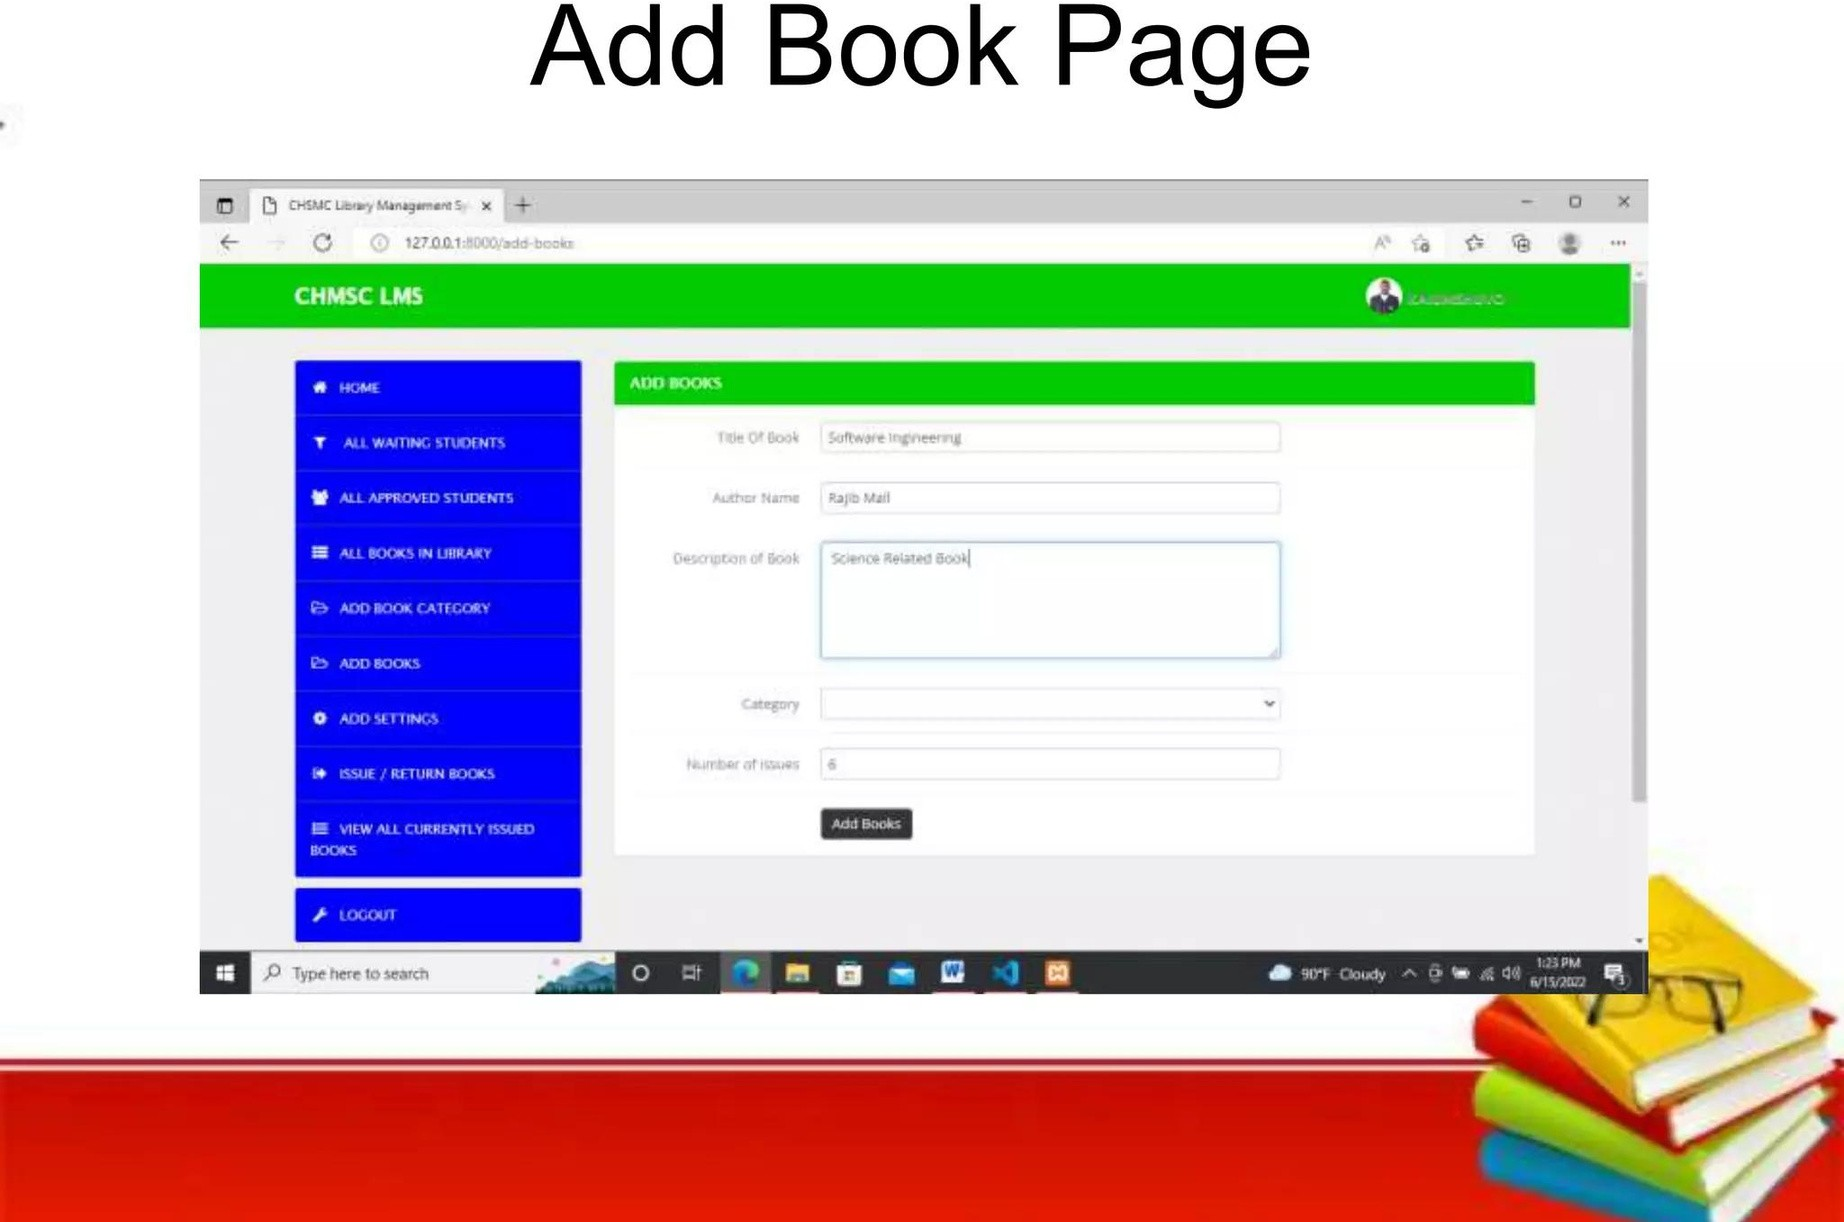 Add Book Page
CHSMC Library Management Sy
127.0.0.1:8000/add-books
CHMSC LMS
HOME
ALL WAITING STUDENTS
ALL APPROVED STUDENTS
ALL BOOKS IN LIBRARY
ADD BOOK CATEGORY
ADD BOOKS
ADD SETTINGS
ISSUE / RETURN BOOKS
VIEW ALL CURRENTLY ISSUED
BOOKS
LOGOUT
ADD BOOKS
Title Of Book Software Ingineering
Author Name Rajib Mall
Description of Book Science Related Book
Category
Number of issues 6
Add Books
Type here to search
90°F Cloudy
1:23 PM
6/15/2022
3